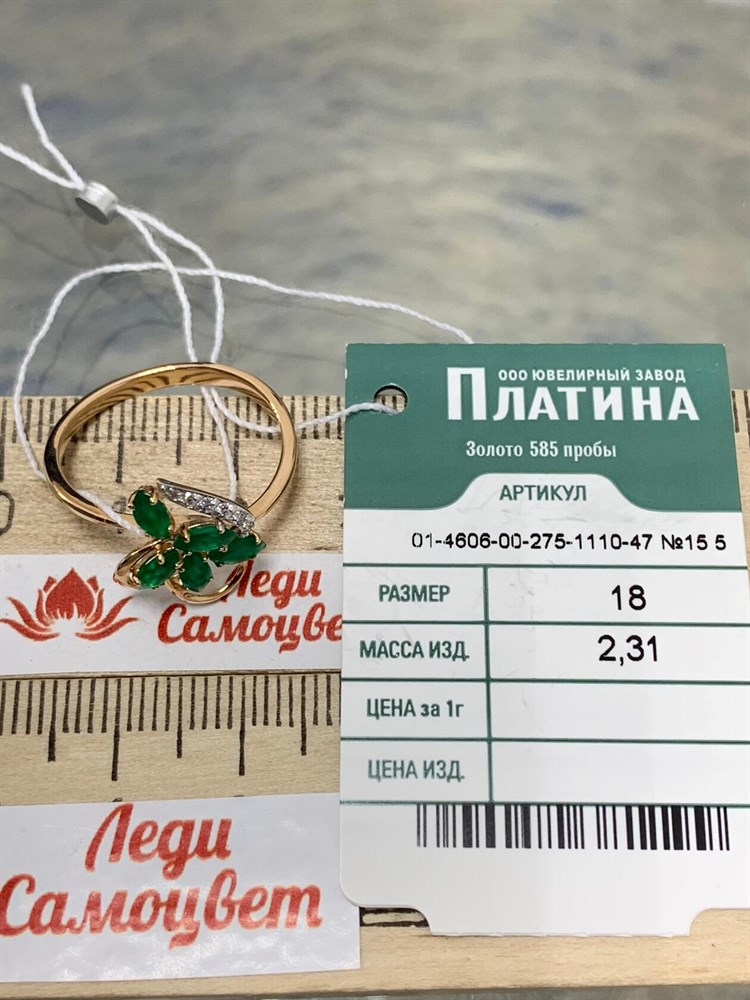 ООО ЮВЕЛИРНЫЙ ЗАВОД
ПЛАТИНА
Золото 585 пробы
АРТИКУЛ
01-4606-00-275-1110-47 №15 5
РАЗМЕР 18
МАССА ИЗД. 2,31
ЦЕНА за 1г
ЦЕНА ИЗД.
Леди
Самоцве
Леди
Самоцвет